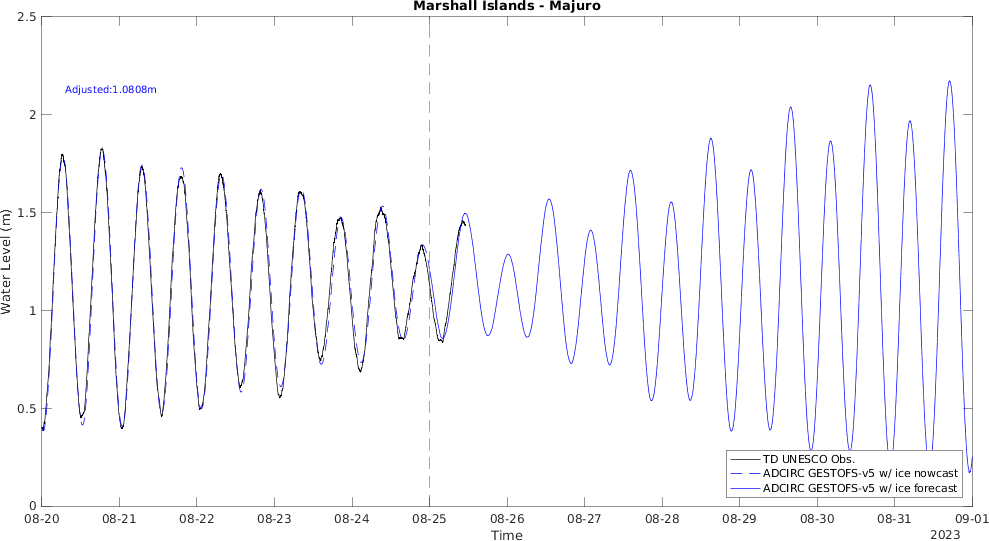 Marshall Islands - Majuro
2.5
Adjusted:1.0808m
2
1.5
Water Level (m)
1
0.5
TD UNESCO Obs.
ADCIRC GESTOFS-v5 w/ ice nowcast
ADCIRC GESTOFS-v5 w/ ice forecast
0
08-20 08-21 08-22 08-23 08-24 08-25 08-26 08-27 08-28 08-29 08-30 08-31 09-01
Time 2023